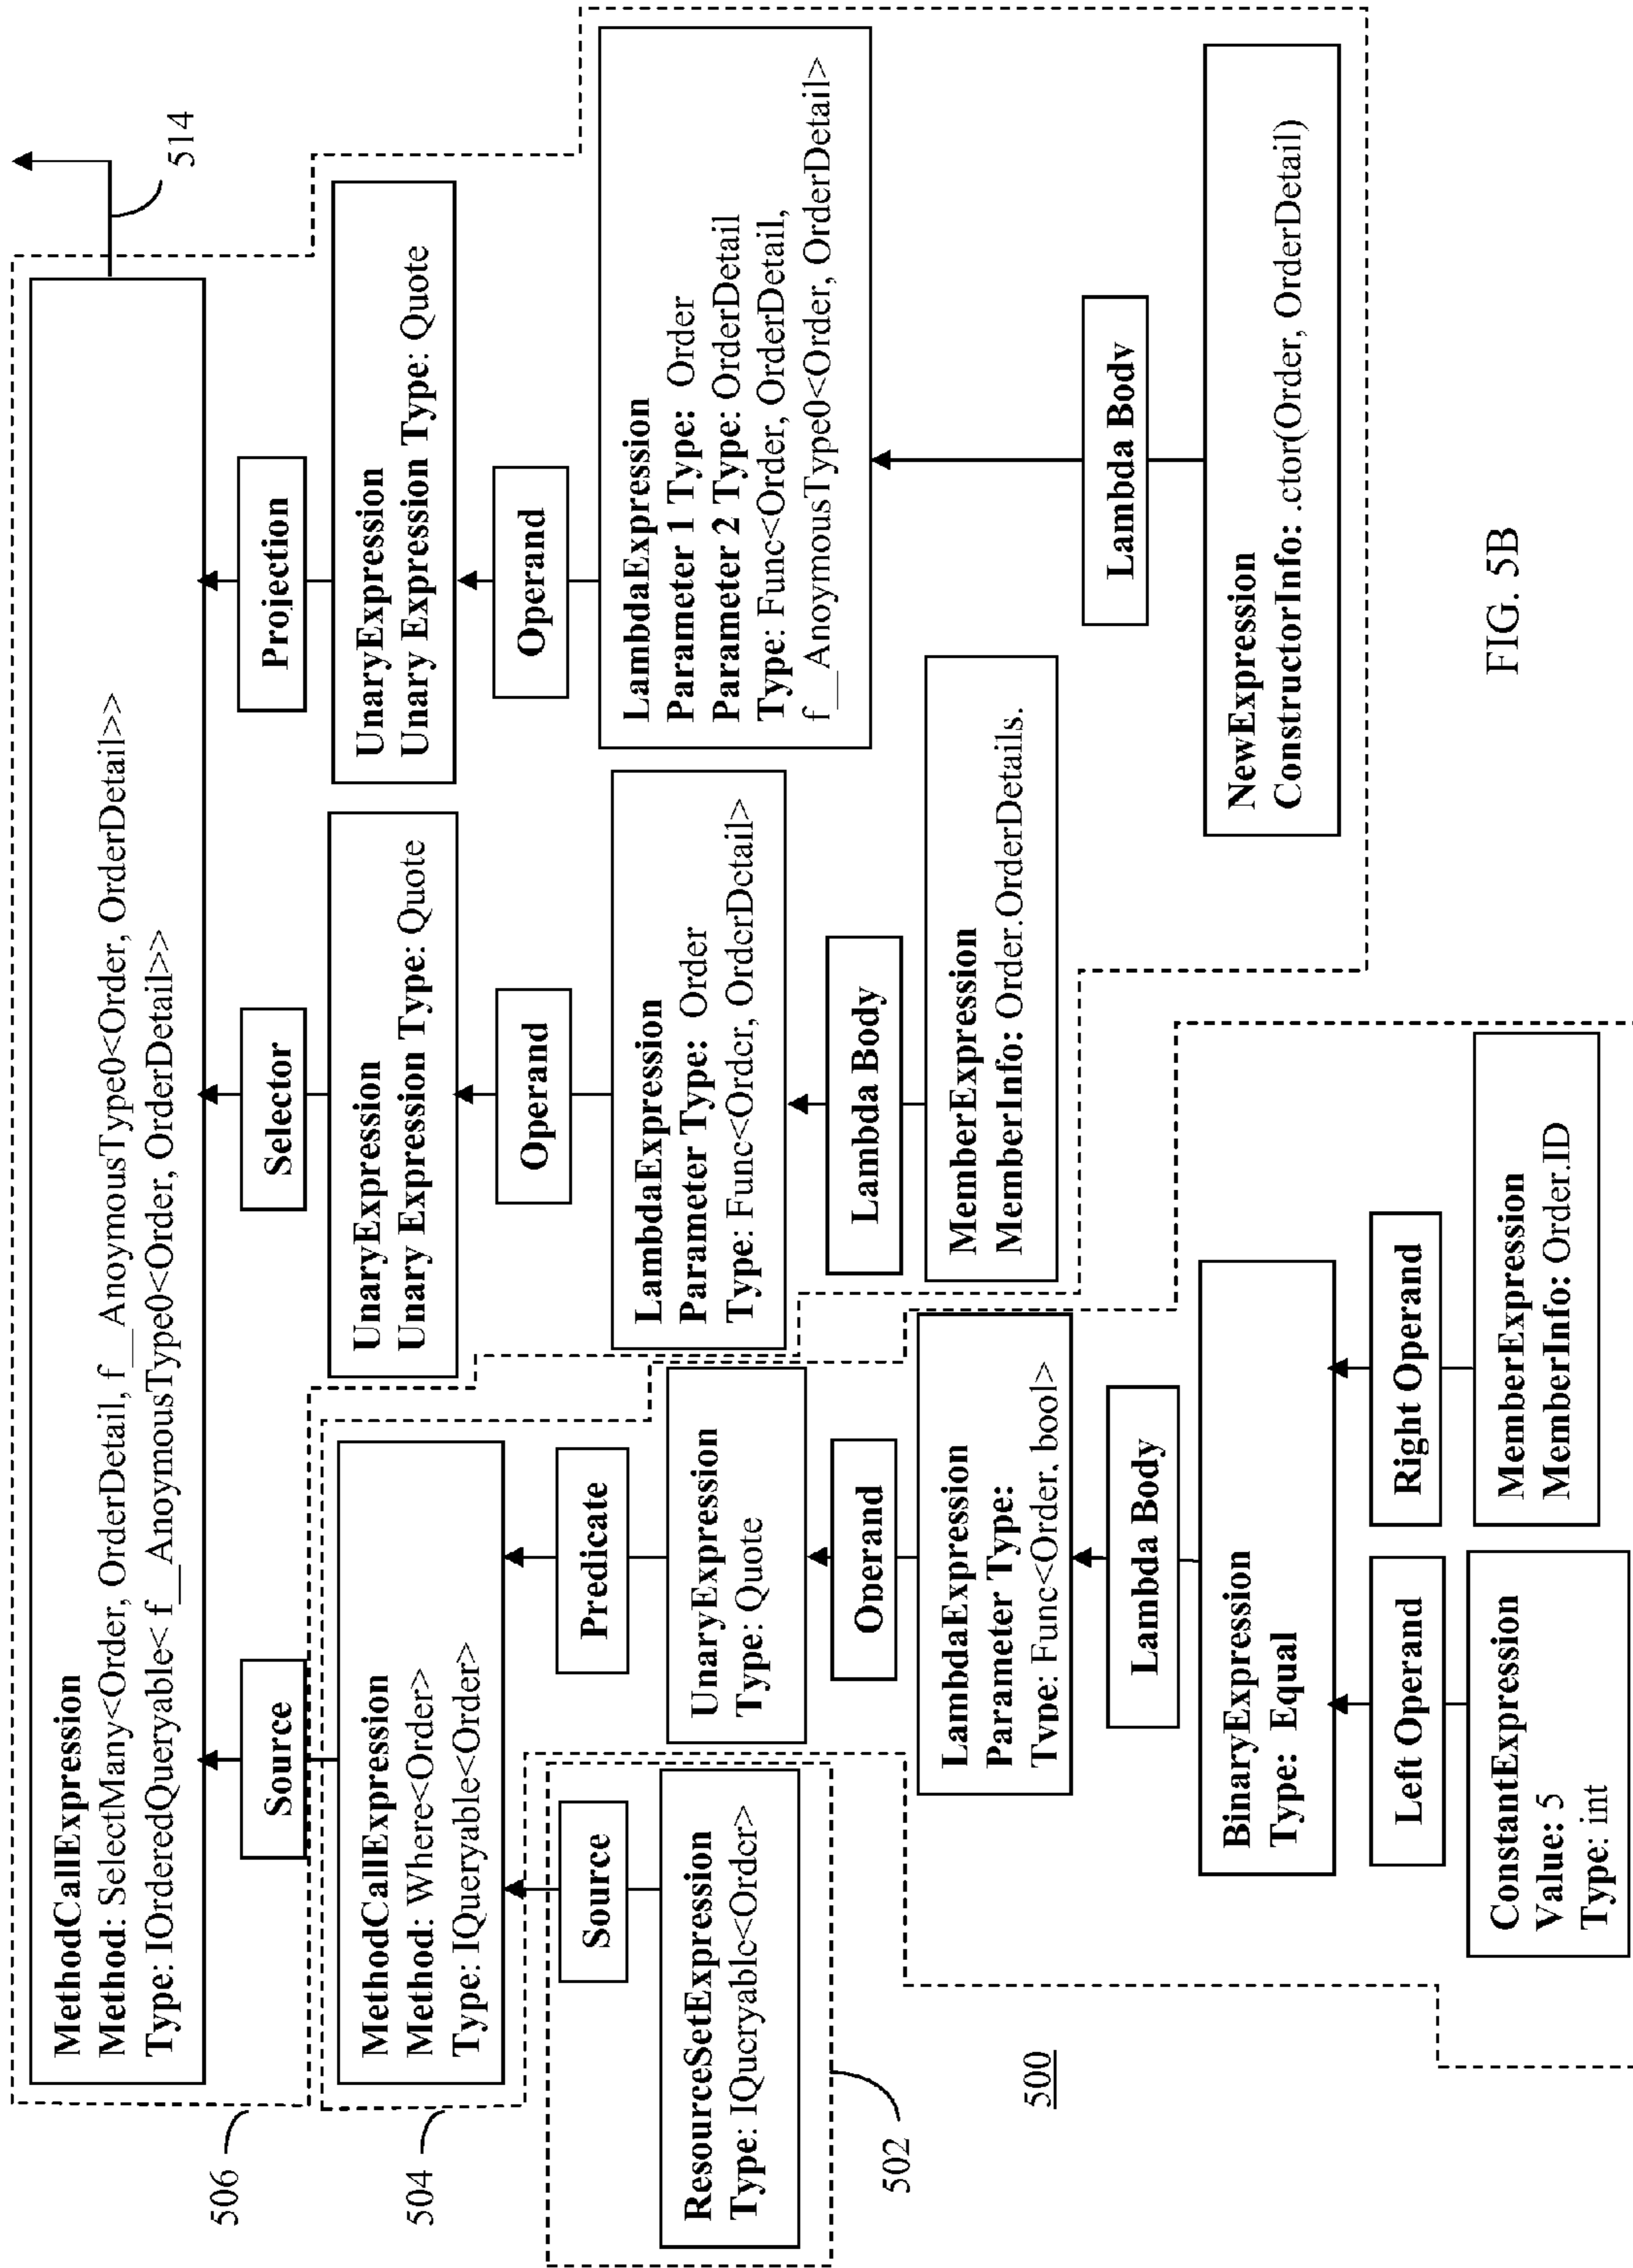 514
MethodCallExpression
Method: SelectMany<Order, OrderDetail, f__AnoymousType0<Order, OrderDetail>>
Type: IOrderedQueryable< f__AnoymousType0<Order, OrderDetail>>
506
Source
Selector
Projection
504
MethodCallExpression
Method: Where<Order>
Type: IQueryable<Order>
UnaryExpression
Unary Expression Type: Quote
UnaryExpression
Unary Expression Type: Quote
Source
Predicate
Operand
Operand
502
ResourceSetExpression
Type: IQueryable<Order>
UnaryExpression
Type: Quote
LambdaExpression
Parameter Type: Order
Type: Func<Order, OrderDetail>
LambdaExpression
Parameter 1 Type: Order
Parameter 2 Type: OrderDetail
Type: Func<Order, OrderDetail,
f__AnoymousType0<Order, OrderDetail>
Operand
Lambda Body
500
LambdaExpression
Parameter Type:
Type: Func<Order, bool>
MemberExpression
MemberInfo: Order.OrderDetails.
Lambda Body
Lambda Body
BinaryExpression
Type: Equal
NewExpression
ConstructorInfo: .ctor(Order, OrderDetail)
Left Operand
Right Operand
ConstantExpression
Value: 5
Type: int
MemberExpression
MemberInfo: Order.ID
FIG. 5B